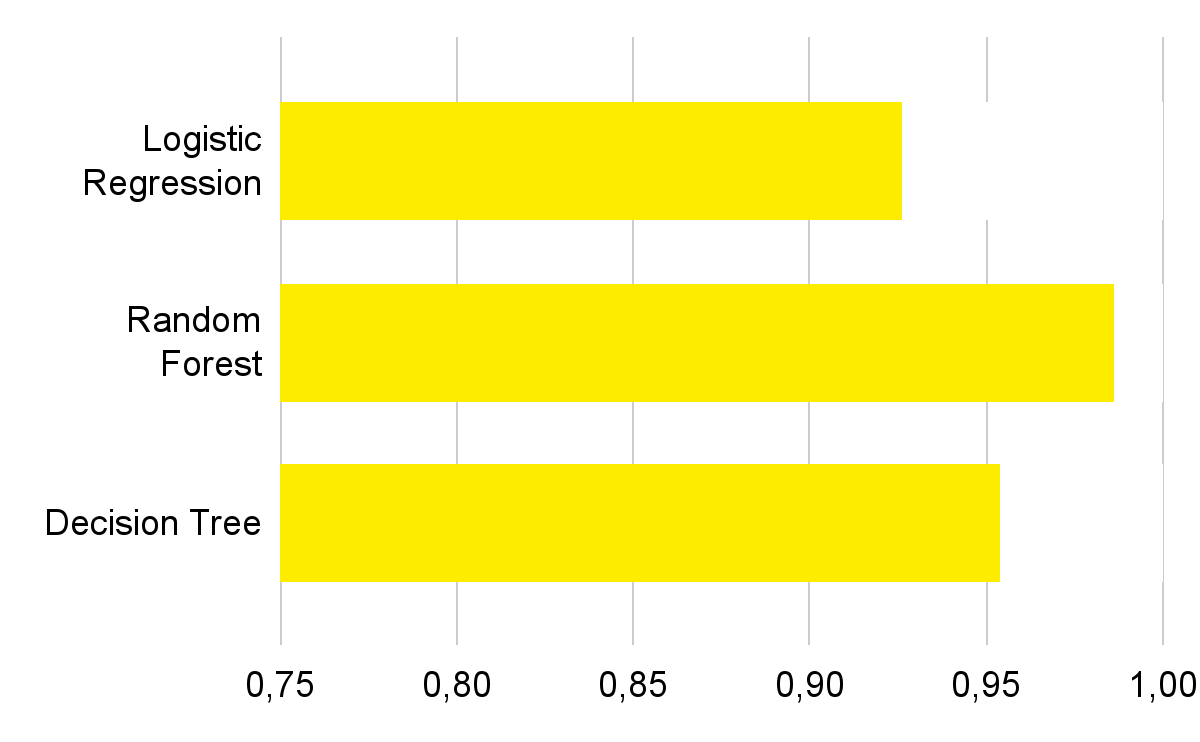 Logistic
Regression
Random
Forest
Decision Tree
0,75 0,80 0,85 0,90 0,95 1,00